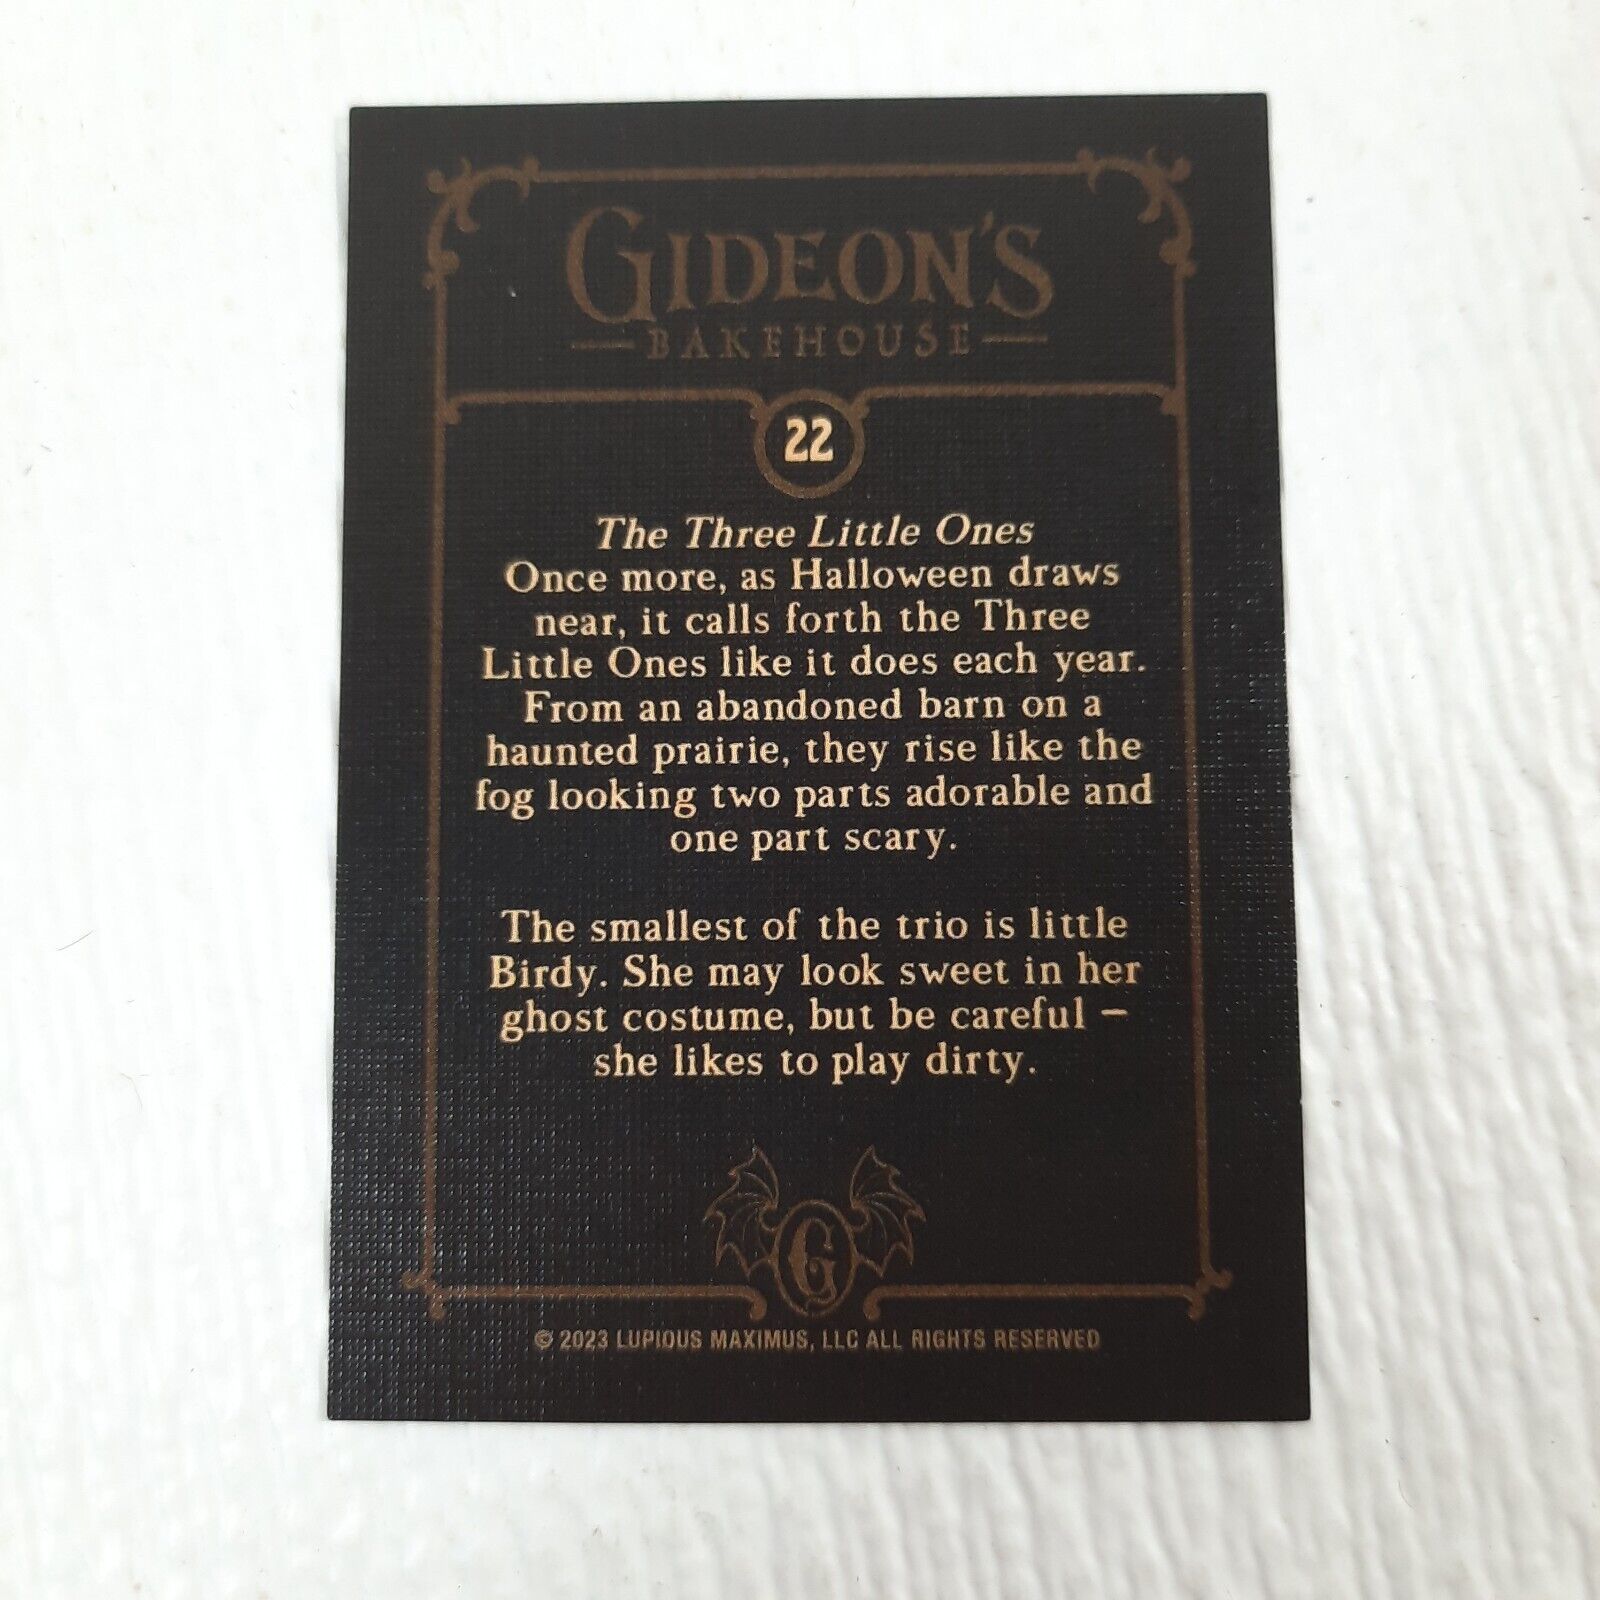 GIDEON'S
BAKEHOUSE
22
The Three Little Ones
Once more, as Halloween draws
near, it calls forth the Three
Little Ones like it does each year.
From an abandoned barn on a
haunted prairie, they rise like the
fog looking two parts adorable and
one part scary.
The smallest of the trio is little
Birdy. She may look sweet in her
ghost costume, but be careful –
she likes to play dirty.
G
© 2023 LUPIOUS MAXIMUS, LLC ALL RIGHTS RESERVED